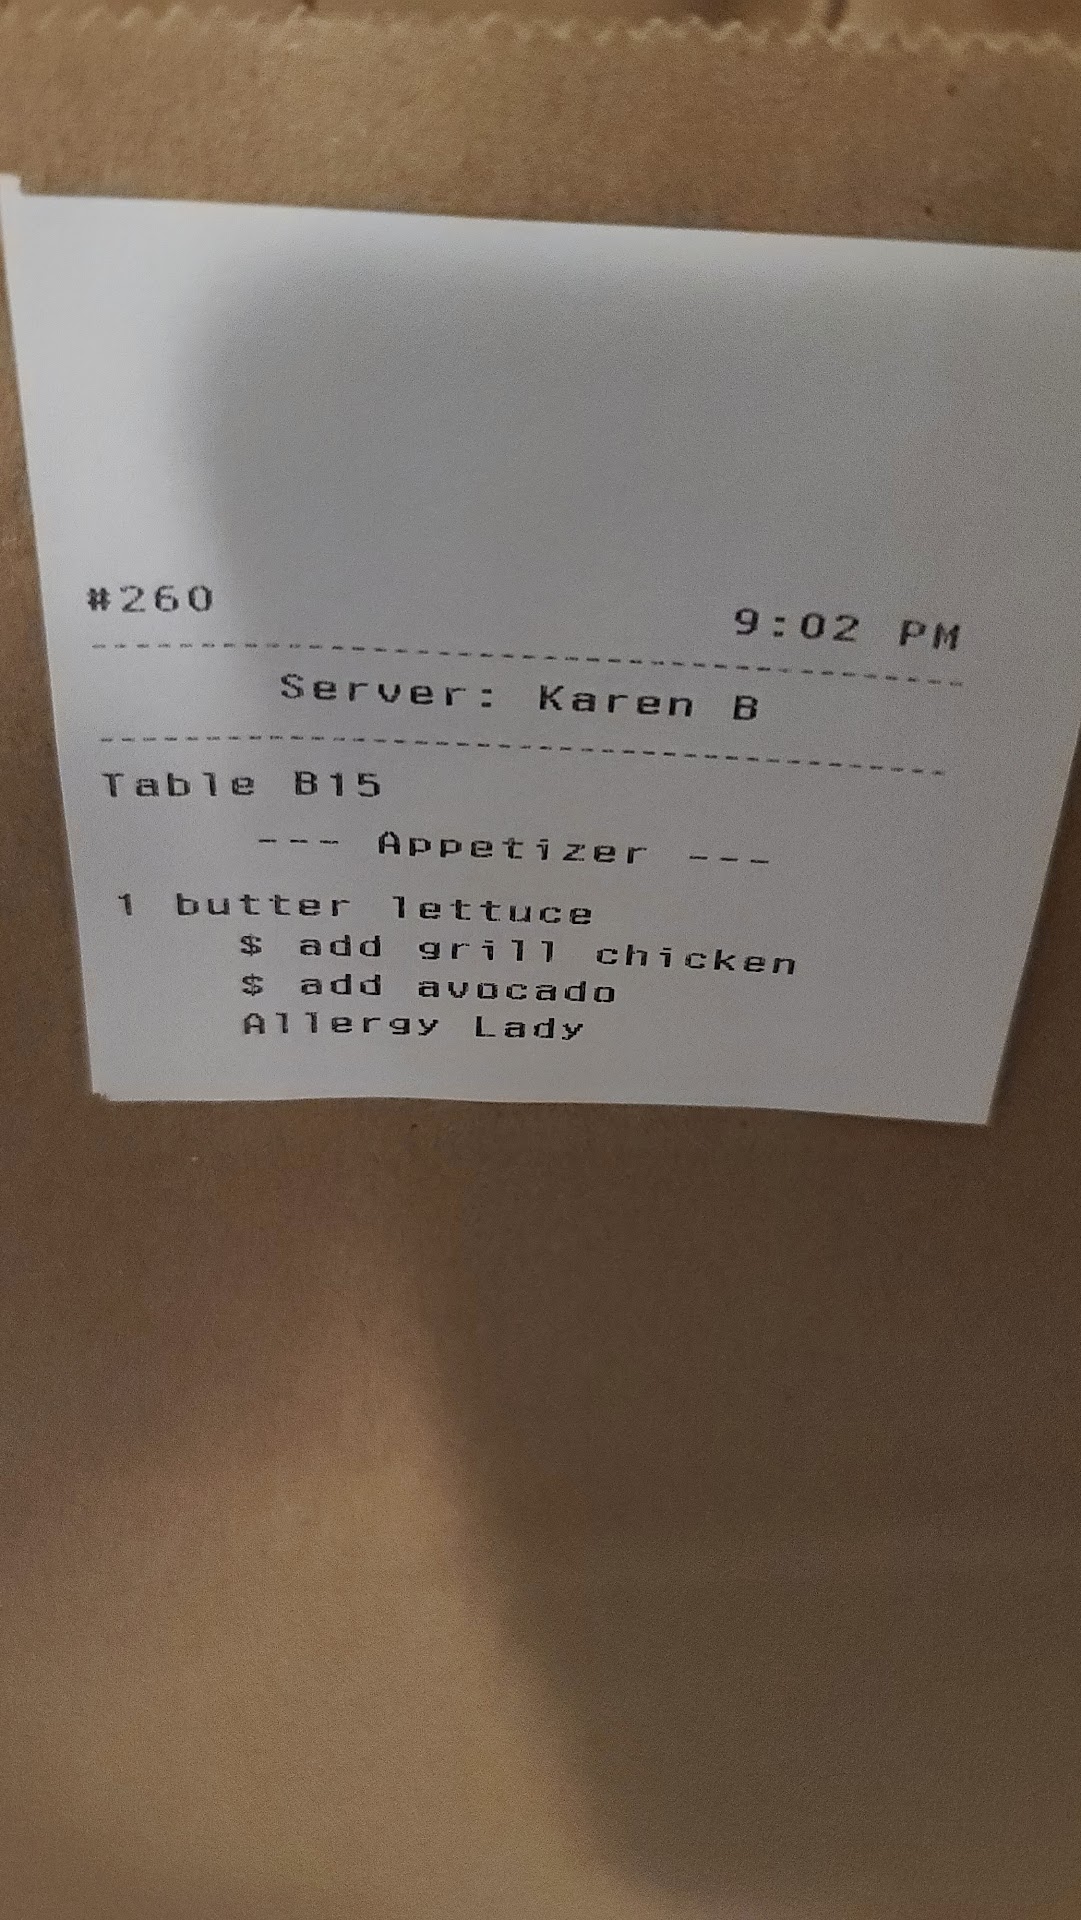 #260 9:02 PM
Server: Karen B
Table B15
--- Appetizer ---
1 butter lettuce
$ add grill chicken
$ add avocado
Allergy Lady